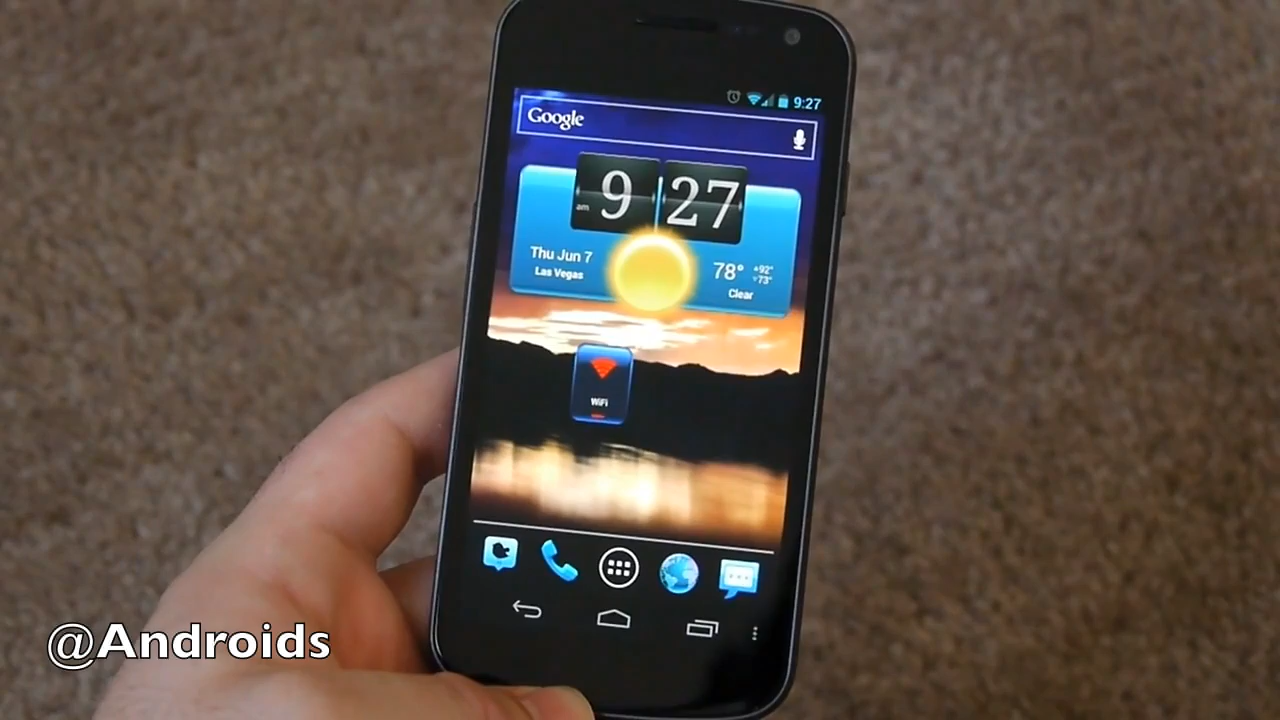 9:27
Google
am 9 27
Thu Jun 7
Las Vegas
78°
92°
73°
Clear
WiFi
@Androids